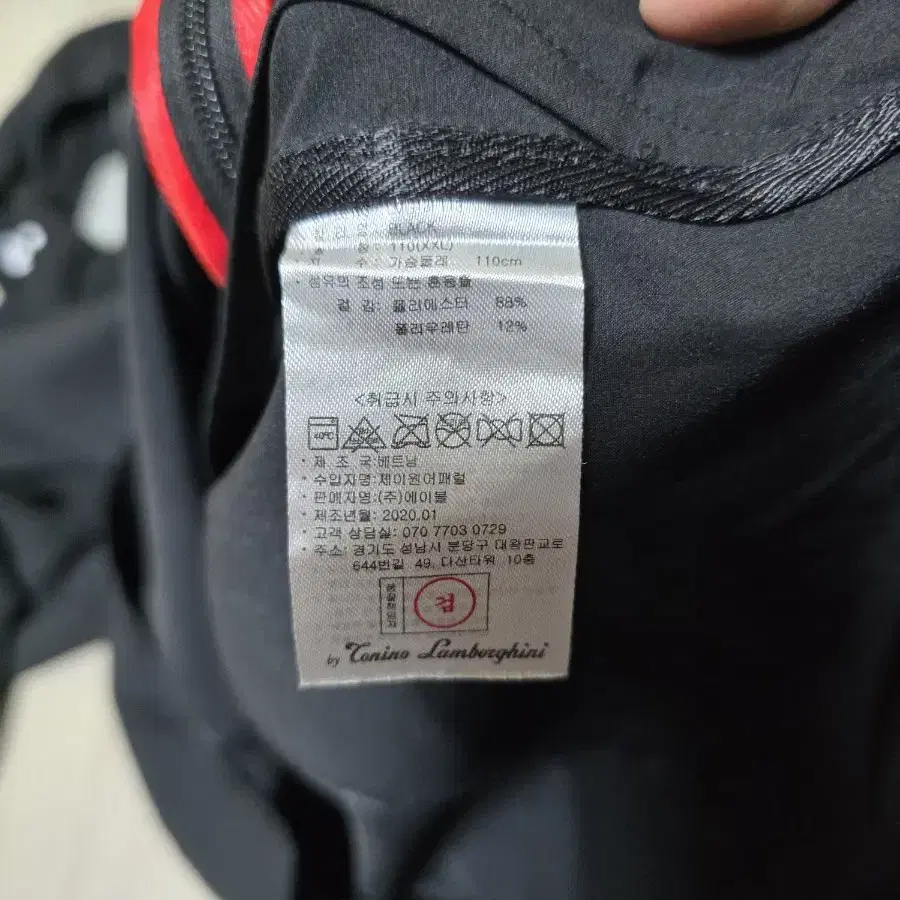 BLACK
110(XXL)
수 : 가슴둘레 110cm
• 섬유의 조성 또는 혼용율
겉 감: 폴리에스터 88%
폴리우레탄 12%
<취급시 주의사항>
40℃
• 제 조 국:베트남
• 수입자명:제이원어패럴
• 판매자명:(주)에이블
• 제조년월: 2020.01
• 고객 상담실: 070 7703 0729
• 주소: 경기도 성남시 분당구 대왕판교로
644번길 49, 다산타워 10층
검
by Tonino Lamborghini